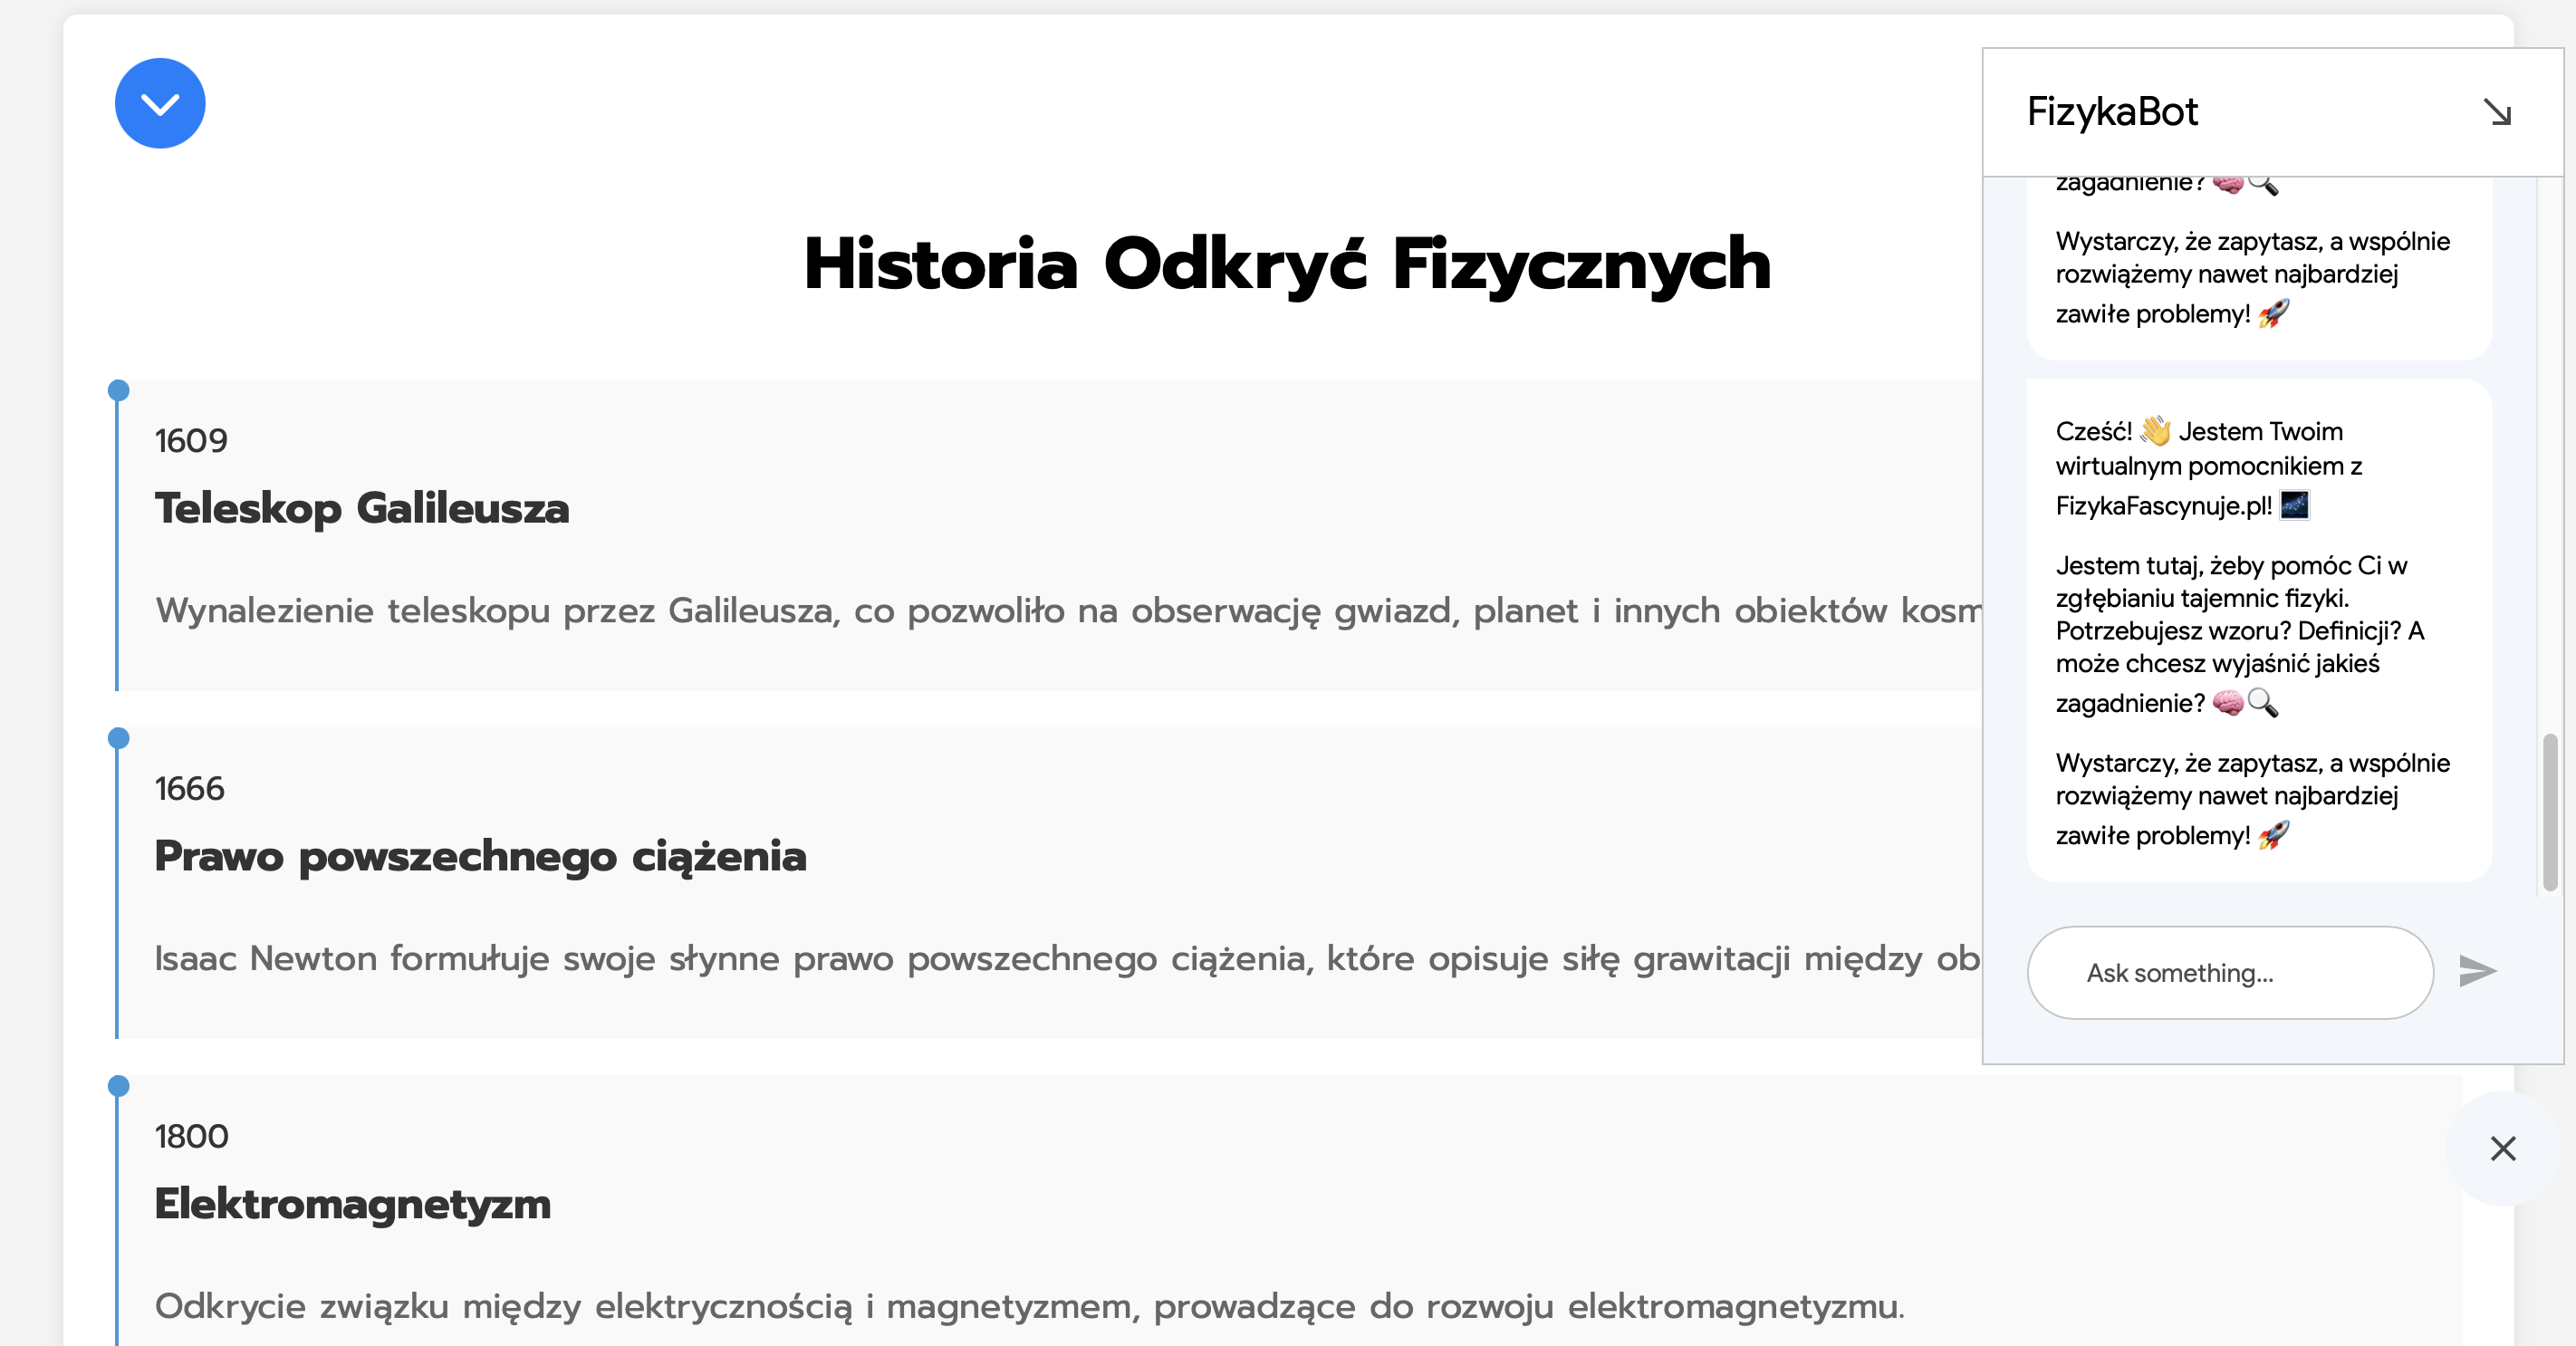 Historia Odkryć Fizycznych
1609
Teleskop Galileusza
Wynalezienie teleskopu przez Galileusza, co pozwoliło na obserwację gwiazd, planet i innych obiektów kosm
1666
Prawo powszechnego ciążenia
Isaac Newton formułuje swoje słynne prawo powszechnego ciążenia, które opisuje siłę grawitacji między ob
1800
Elektromagnetyzm
Odkrycie związku między elektrycznością i magnetyzmem, prowadzące do rozwoju elektromagnetyzmu.
FizykaBot
zagadnienie? 🧠🔍
Wystarczy, że zapytasz, a wspólnie
rozwiążemy nawet najbardziej
zawiłe problemy! 🚀
Cześć! 👋 Jestem Twoim
wirtualnym pomocnikiem z
FizykaFascynuje.pl! 🌌
Jestem tutaj, żeby pomóc Ci w
zgłębianiu tajemnic fizyki.
Potrzebujesz wzoru? Definicji? A
może chcesz wyjaśnić jakieś
zagadnienie? 🧠🔍
Wystarczy, że zapytasz, a wspólnie
rozwiążemy nawet najbardziej
zawiłe problemy! 🚀
Ask something...